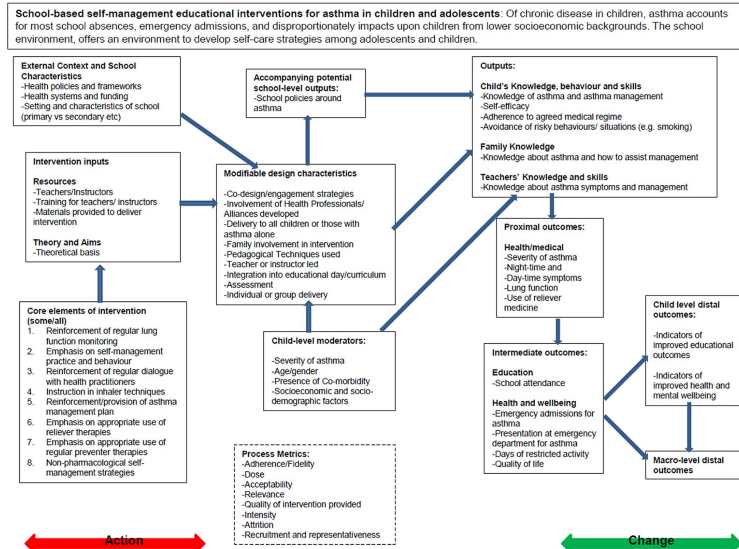 School-based self-management educational interventions for asthma in children and adolescents: Of chronic disease in children, asthma accounts
for most school absences, emergency admissions, and disproportionately impacts upon children from lower socioeconomic backgrounds. The school
environment, offers an environment to develop self-care strategies among adolescents and children.
External Context and School
Characteristics
-Health policies and frameworks
-Health systems and funding
-Setting and characteristics of school
(primary vs secondary etc)
Accompanying potential
school-level outputs:
-School policies around
asthma
Outputs:
Child's Knowledge, behaviour and skills
-Knowledge of asthma and asthma management
-Self-efficacy
-Adherence to agreed medical regime
-Avoidance of risky behaviours/ situations (e.g. smoking)
Family Knowledge
-Knowledge about asthma and how to assist management
Teachers' Knowledge and skills
-Knowledge about asthma symptoms and management
Intervention inputs
Resources
-Teachers/Instructors
-Training for teachers/ instructors
-Materials provided to deliver
intervention
Theory and Aims
-Theoretical basis
Modifiable design characteristics
-Co-design/engagement strategies
-Involvement of Health Professionals/
Alliances developed
-Delivery to all children or those with
asthma alone
-Family involvement in intervention
-Pedagogical Techniques used
-Teacher or instructor led
-Integration into educational day/curriculum
-Assessment
-Individual or group delivery
Proximal outcomes:
Health/medical
-Severity of asthma
-Night-time and
-Day-time symptoms
-Lung function
-Use of reliever
medicine
Core elements of intervention
(some/all)
1. Reinforcement of regular lung
function monitoring
2. Emphasis on self-management
practice and behaviour
3. Reinforcement of regular dialogue
with health practitioners
4. Instruction in inhaler techniques
5. Reinforcement/provision of asthma
management plan
6. Emphasis on appropriate use of
reliever therapies
7. Emphasis on appropriate use of
regular preventer therapies
8. Non-pharmacological self-
management strategies
Child-level moderators:
-Severity of asthma
-Age/gender
-Presence of Co-morbidity
-Socioeconomic and socio-
demographic factors
Intermediate outcomes:
Education
-School attendance
Health and wellbeing
-Emergency admissions for
asthma
-Presentation at emergency
department for asthma
-Days of restricted activity
-Quality of life
Child level distal
outcomes:
-Indicators of
improved educational
outcomes
-Indicators of
improved health and
mental wellbeing
Macro-level distal
outcomes
Process Metrics:
-Adherence/Fidelity
-Dose
-Acceptability
-Relevance
-Quality of intervention provided
-Intensity
-Attrition
-Recruitment and representativeness
Action
Change